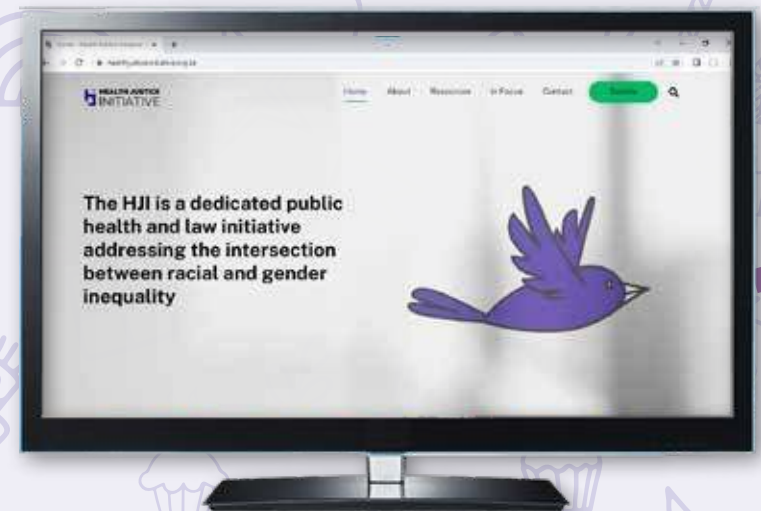 HEALTH JUSTICE
INITIATIVE
Home About Resources In Focus Contact
The HJI is a dedicated public
health and law initiative
addressing the intersection
between racial and gender
inequality